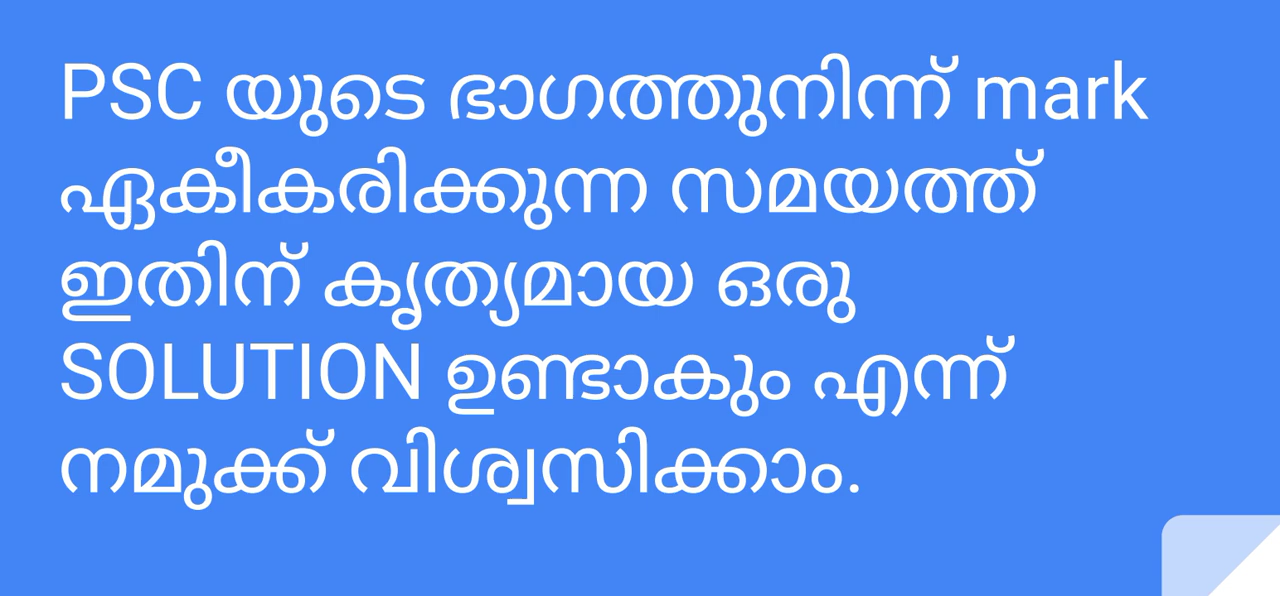 PSC യുടെ ഭാഗത്തുനിന്ന് mark
ഏകീകരിക്കുന്ന സമയത്ത്
ഇതിന് കൃത്യമായ ഒരു
SOLUTION ഉണ്ടാകും എന്ന്
നമുക്ക് വിശ്വസിക്കാം.